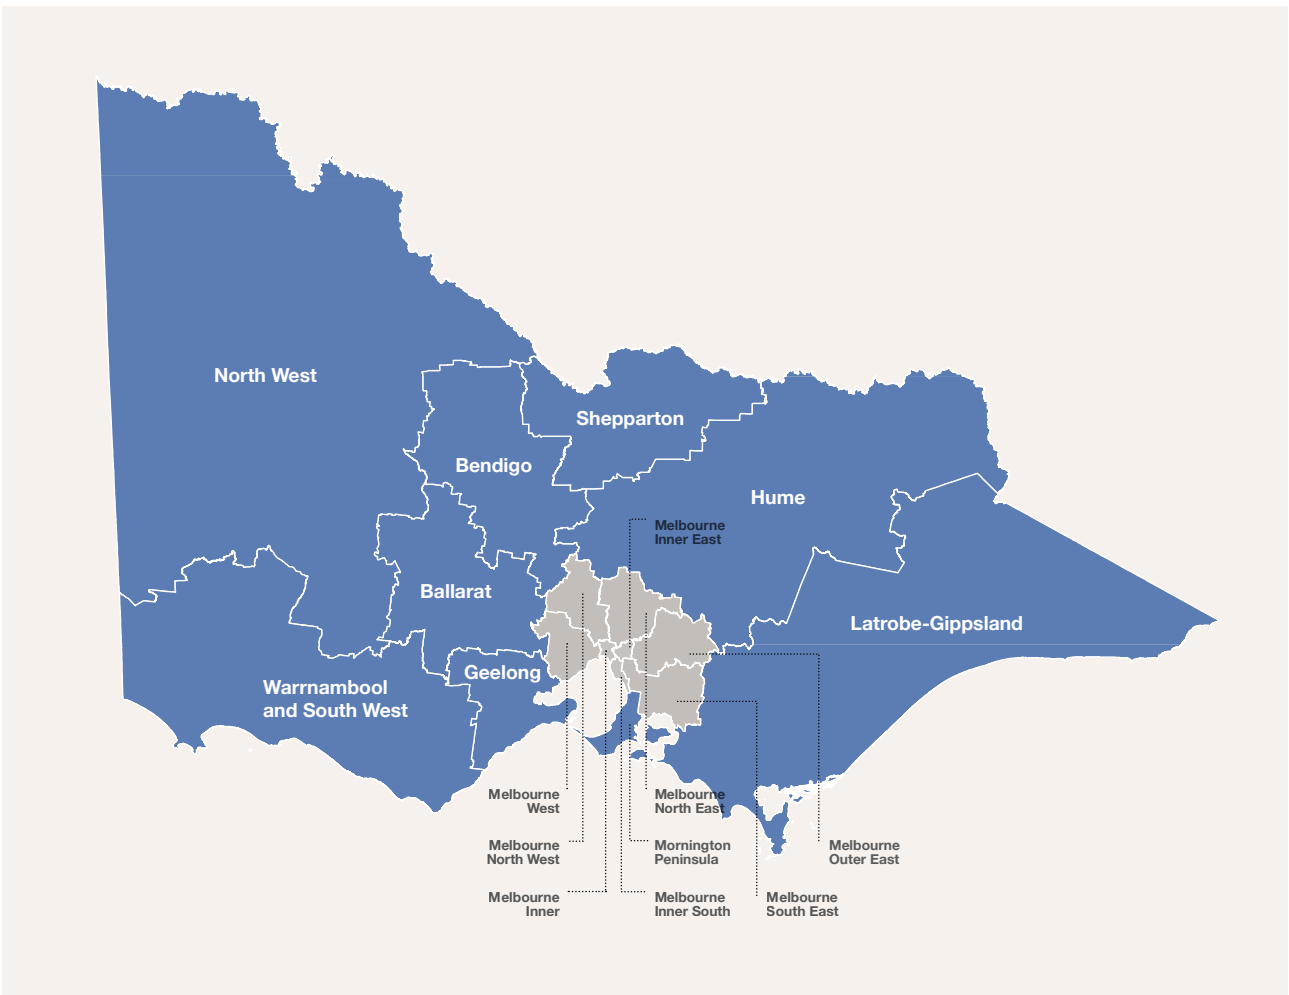 North West
Shepparton
Bendigo
Hume
Melbourne
Inner East
Ballarat
Latrobe-Gippsland
Geelong
Warrnambool
and South West
Melbourne
West
Melbourne
North East
Melbourne
North West
Mornington
Peninsula
Melbourne
Outer East
Melbourne
Inner
Melbourne
Inner South
Melbourne
South East